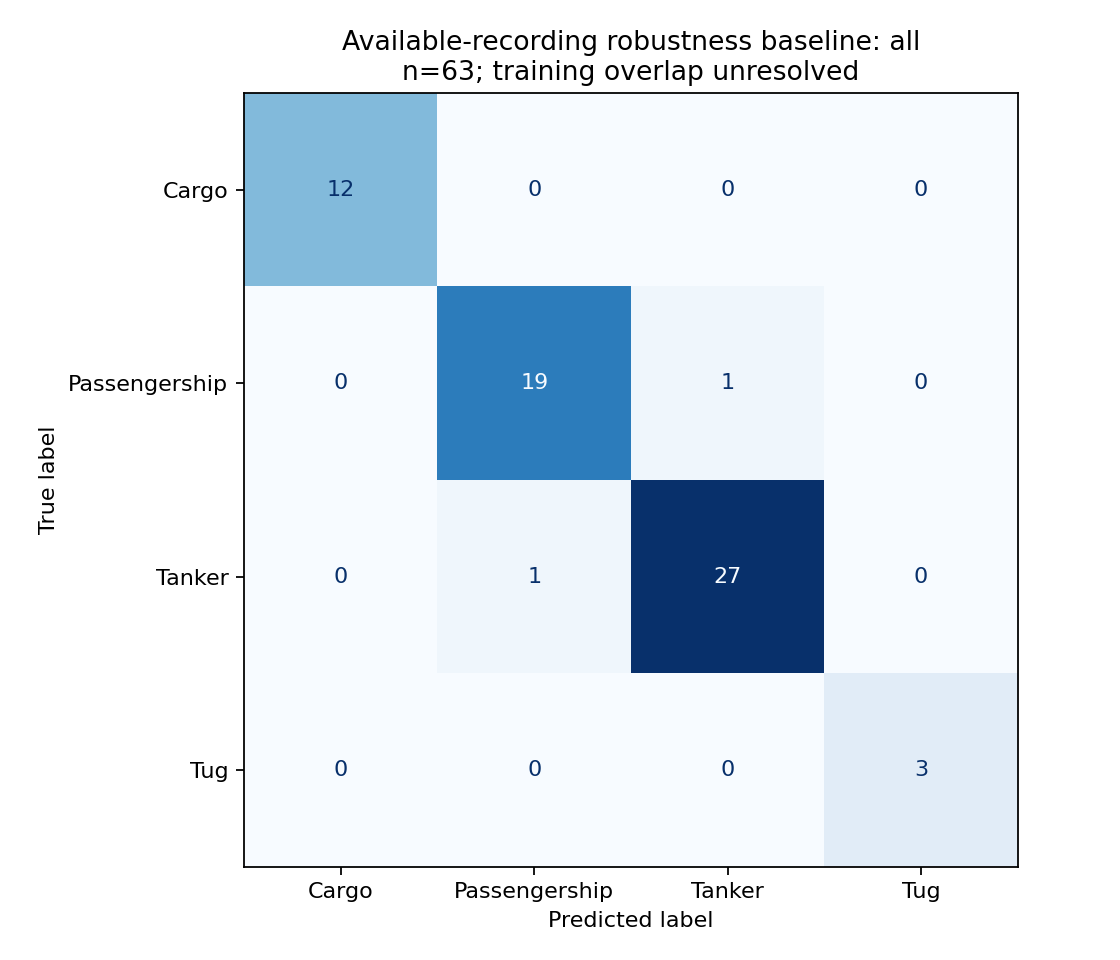 Available-recording robustness baseline: all
n=63; training overlap unresolved
True label
Cargo 12 0 0 0
Passengership 0 19 1 0
Tanker 0 1 27 0
Tug 0 0 0 3
Cargo Passengership Tanker Tug
Predicted label